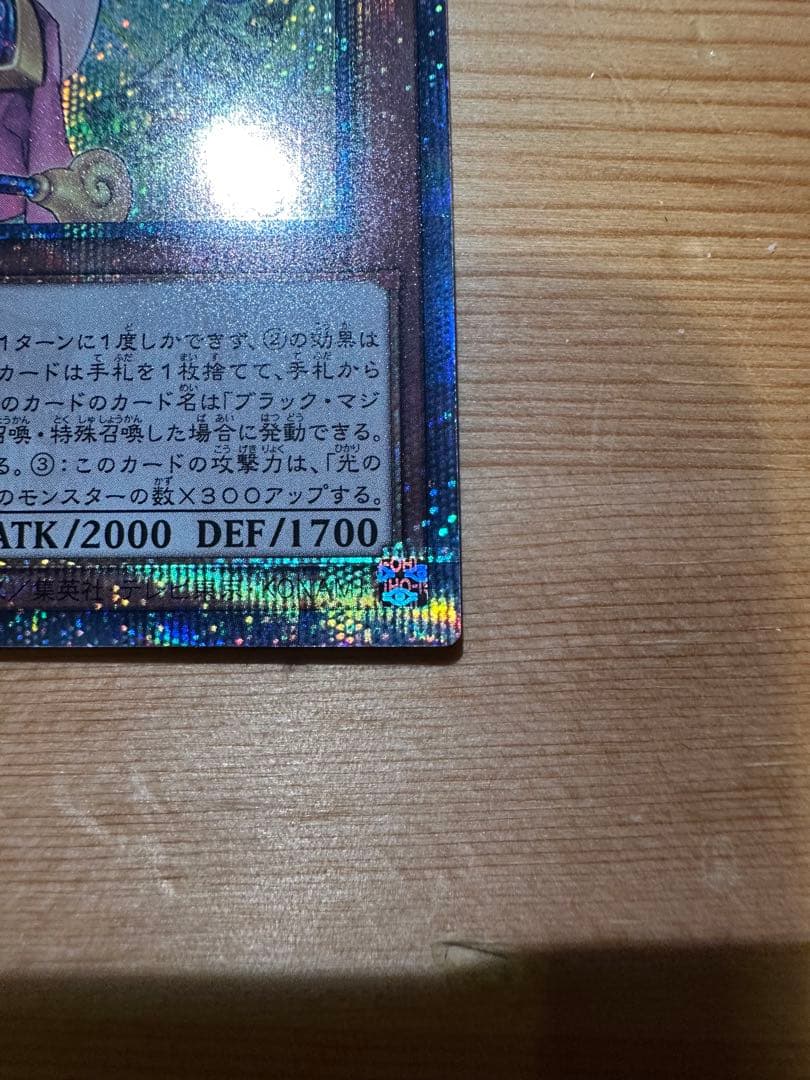 1ターンに1度しかできず、②の効果は
カードは手札を1枚捨てて、手札から
のカードのカード名は「ブラック・マジ
召喚・特殊召喚した場合に発動できる。
る。③：このカードの攻撃力は、「光の
のモンスターの数×300アップする。
ATK/2000 DEF/1700
／集英社・テレビ東京・KONAMI